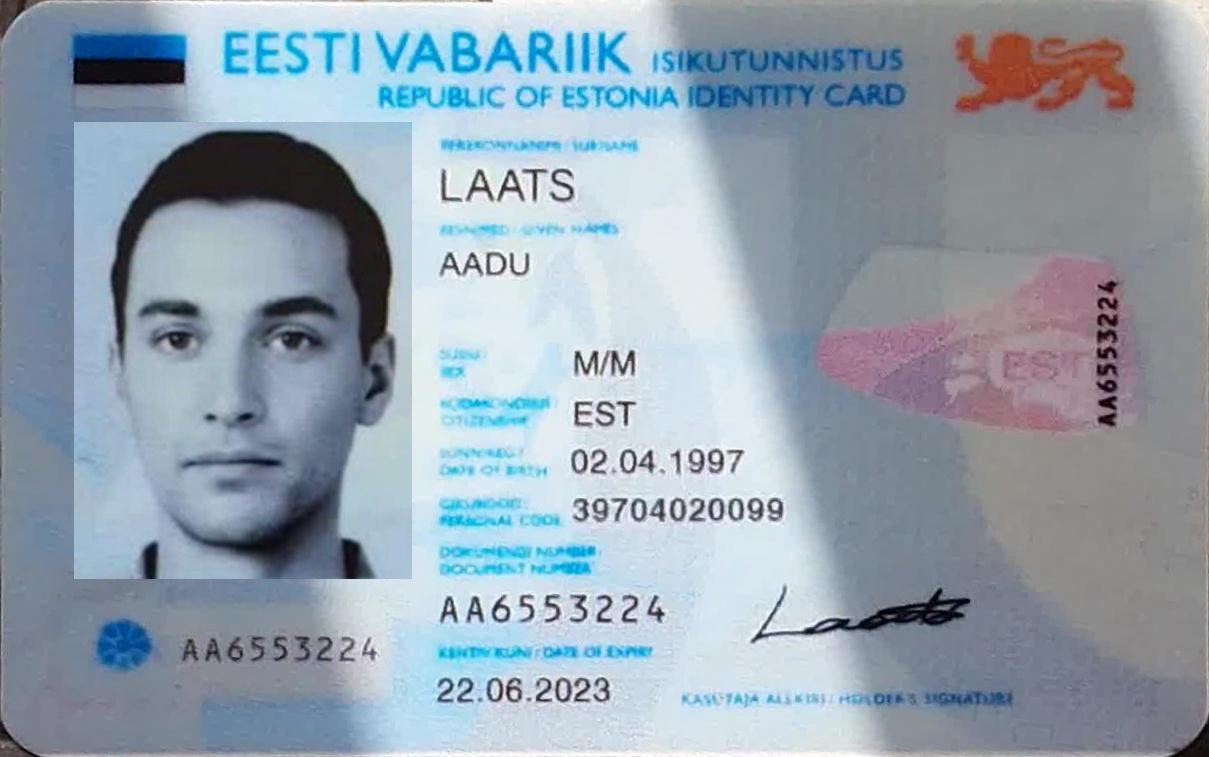 EESTI VABARIIK ISIKUTUNNISTUS
REPUBLIC OF ESTONIA IDENTITY CARD
PEREKONNANIMI / SURNAME
LAATS
EESNIMED / GIVEN NAMES
AADU
SUGU
SEX
M/M
KODAKONDSUS
CITIZENSHIP
EST
SÜNNIAEG /
DATE OF BIRTH
02.04.1997
ISIKUKOOD /
PERSONAL CODE
39704020099
DOKUMENDI NUMBER
DOCUMENT NUMBER
AA6553224
Laats
AA6553224
KEHTIV KUNI / DATE OF EXPIRY
22.06.2023
KASUTAJA ALLKIRI / HOLDER'S SIGNATURE
AA6553224